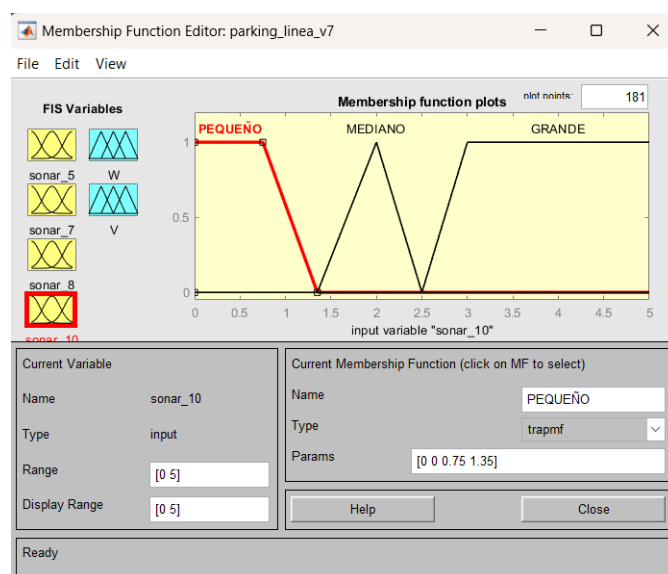 Membership Function Editor: parking_linea_v7
File Edit View
FIS Variables
Membership function plots
plot points:
181
PEQUEÑO
MEDIANO
GRANDE
1
0.5
0
sonar_5
W
sonar_7
V
sonar_8
sonar_10
0 0.5 1 1.5 2 2.5 3 3.5 4 4.5 5
input variable "sonar_10"
Current Variable
Name sonar_10
Type input
Range [0 5]
Display Range [0 5]
Current Membership Function (click on MF to select)
Name PEQUEÑO
Type trapmf
Params [0 0 0.75 1.35]
Help Close
Ready